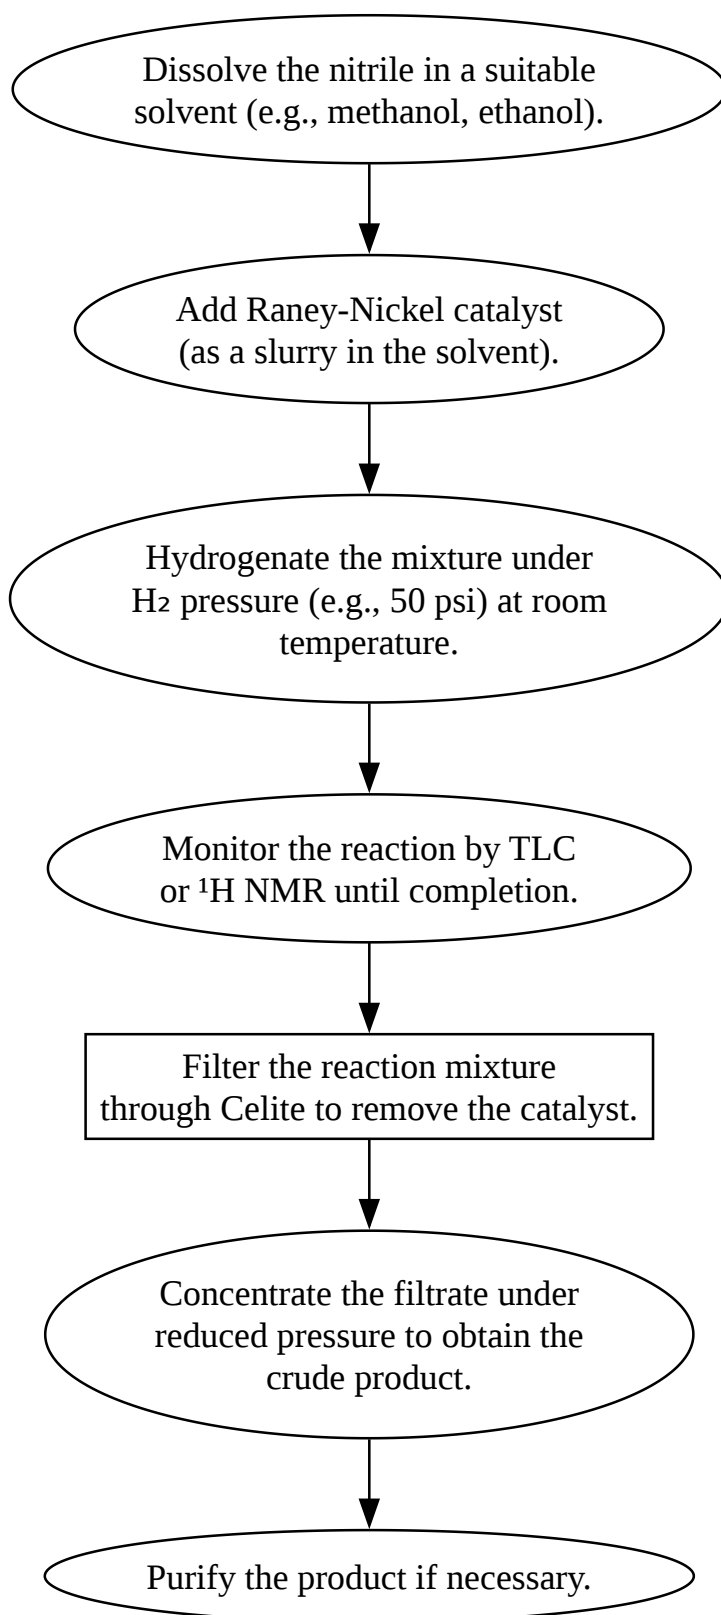 Dissolve the nitrile in a suitable
solvent (e.g., methanol, ethanol).
Add Raney-Nickel catalyst
(as a slurry in the solvent).
Hydrogenate the mixture under
H₂ pressure (e.g., 50 psi) at room
temperature.
Monitor the reaction by TLC
or ¹H NMR until completion.
Filter the reaction mixture
through Celite to remove the catalyst.
Concentrate the filtrate under
reduced pressure to obtain the
crude product.
Purify the product if necessary.